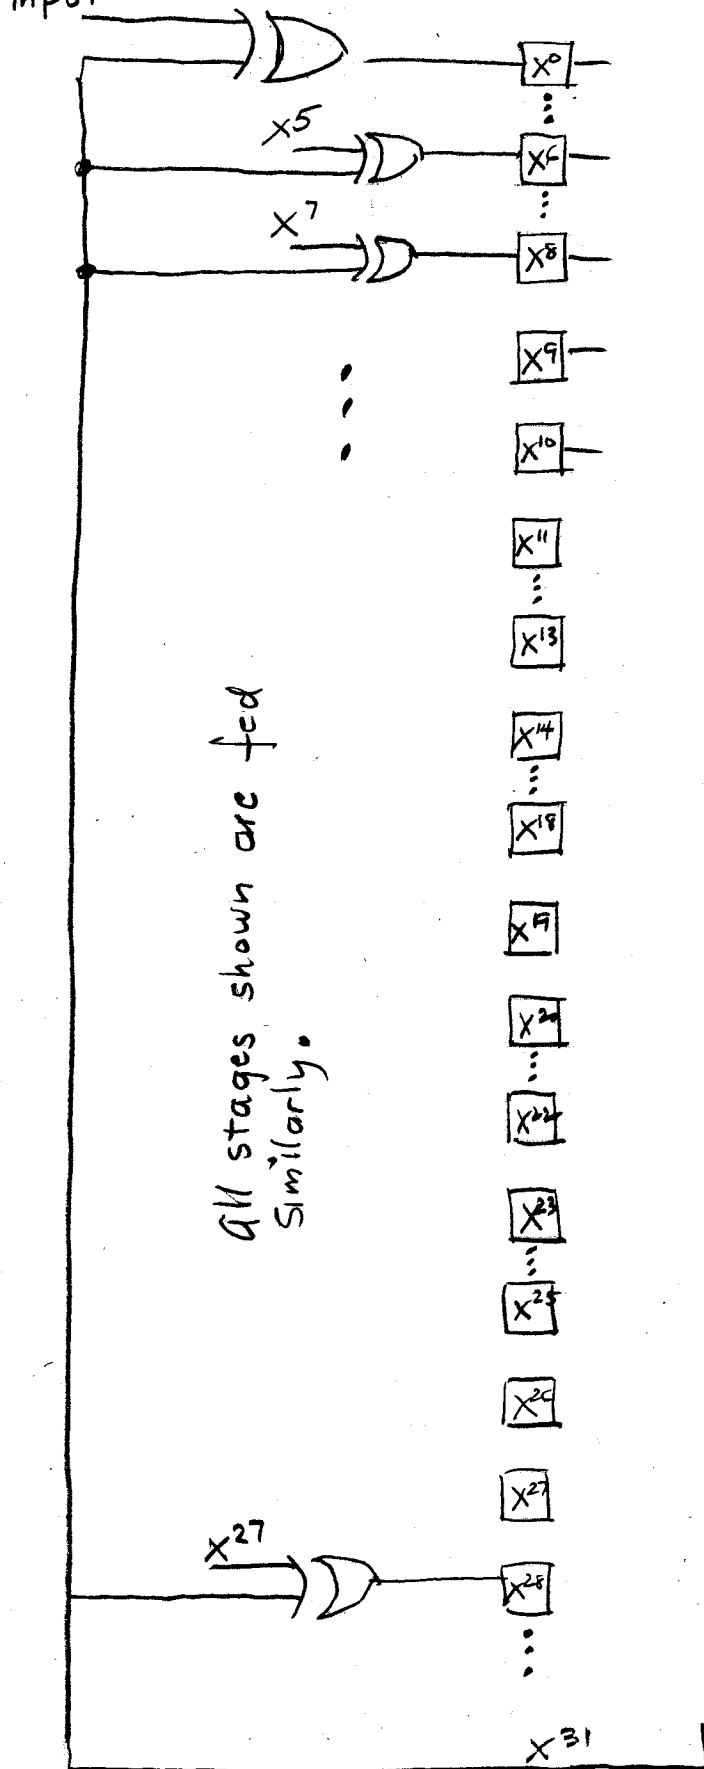 Input
X⁰
X⁵
X⁶
X⁷
X⁸
X⁹
X¹⁰
X¹¹
X¹³
X¹⁴
X¹⁸
All stages shown are fed
Similarly.
X¹⁹
X²⁰
X²²
X²³
X²⁵
X²⁶
X²⁷
X²⁷
X²⁸
X³¹